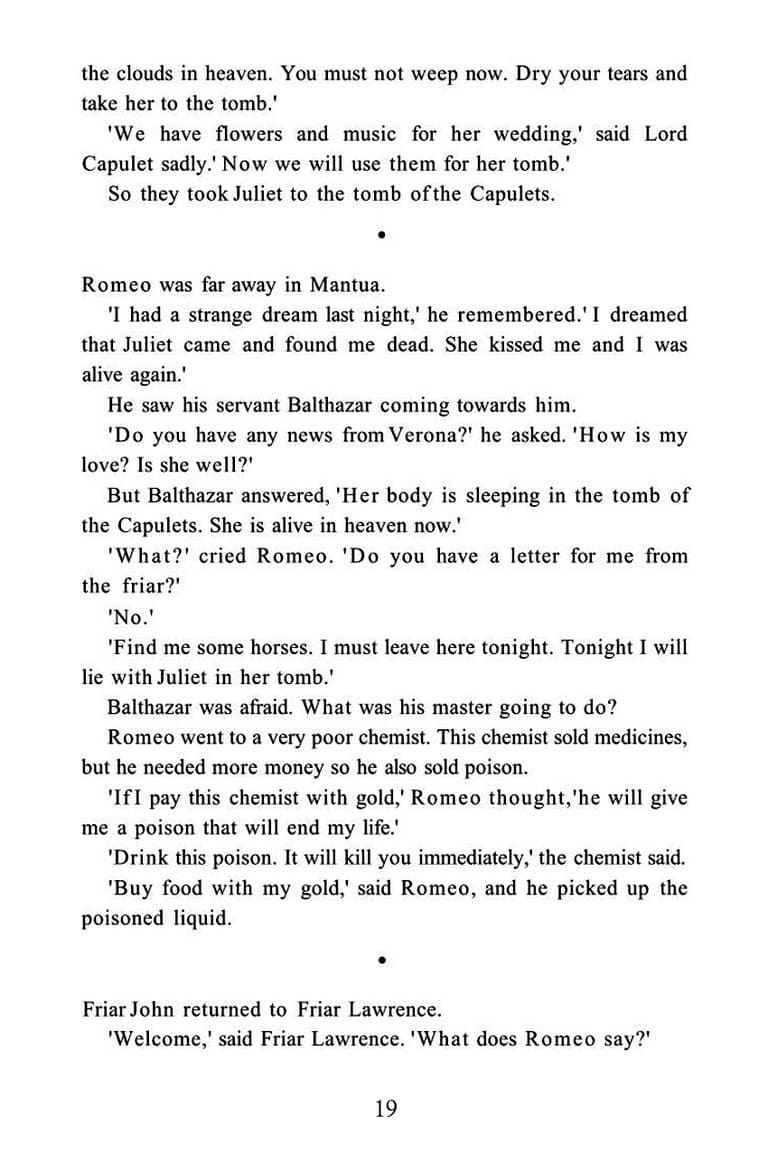 the clouds in heaven. You must not weep now. Dry your tears and
take her to the tomb.'
'We have flowers and music for her wedding,' said Lord
Capulet sadly.' Now we will use them for her tomb.'
So they took Juliet to the tomb ofthe Capulets.
•
Romeo was far away in Mantua.
'I had a strange dream last night,' he remembered.' I dreamed
that Juliet came and found me dead. She kissed me and I was
alive again.'
He saw his servant Balthazar coming towards him.
'Do you have any news from Verona?' he asked. 'How is my
love? Is she well?'
But Balthazar answered, 'Her body is sleeping in the tomb of
the Capulets. She is alive in heaven now.'
'What?' cried Romeo. 'Do you have a letter for me from
the friar?'
'No.'
'Find me some horses. I must leave here tonight. Tonight I will
lie with Juliet in her tomb.'
Balthazar was afraid. What was his master going to do?
Romeo went to a very poor chemist. This chemist sold medicines,
but he needed more money so he also sold poison.
'IfI pay this chemist with gold,' Romeo thought,'he will give
me a poison that will end my life.'
'Drink this poison. It will kill you immediately,' the chemist said.
'Buy food with my gold,' said Romeo, and he picked up the
poisoned liquid.
•
Friar John returned to Friar Lawrence.
'Welcome,' said Friar Lawrence. 'What does Romeo say?'
19